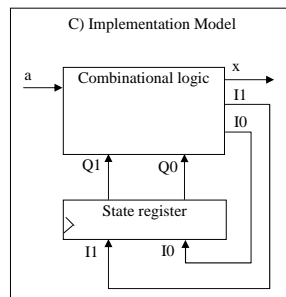 C) Implementation Model
a
Combinational logic
x
I1
I0
Q1
Q0
State register
I1
I0